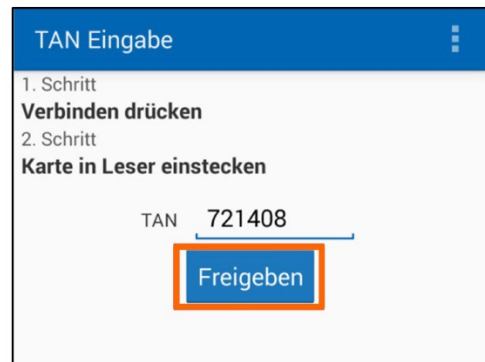 TAN Eingabe
1. Schritt
Verbinden drücken
2. Schritt
Karte in Leser einstecken
TAN 721408
Freigeben